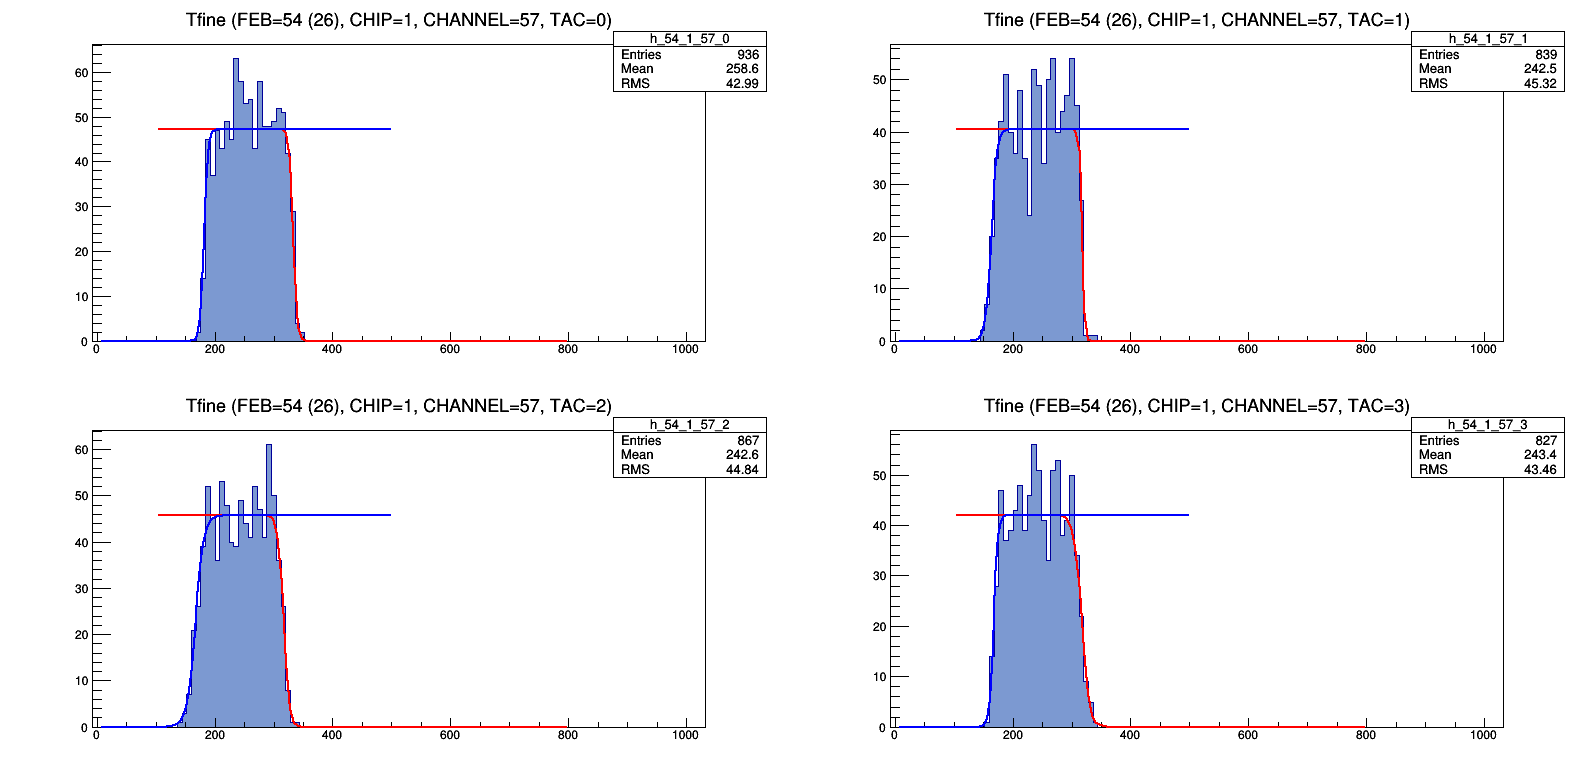 Tfine (FEB=54 (26), CHIP=1, CHANNEL=57, TAC=0)
h_54_1_57_0
Entries 936
Mean 258.6
RMS 42.99
60
50
40
30
20
10
0
0 200 400 600 800 1000
Tfine (FEB=54 (26), CHIP=1, CHANNEL=57, TAC=1)
h_54_1_57_1
Entries 839
Mean 242.5
RMS 45.32
50
40
30
20
10
0
0 200 400 600 800 1000
Tfine (FEB=54 (26), CHIP=1, CHANNEL=57, TAC=2)
h_54_1_57_2
Entries 867
Mean 242.6
RMS 44.84
60
50
40
30
20
10
0
0 200 400 600 800 1000
Tfine (FEB=54 (26), CHIP=1, CHANNEL=57, TAC=3)
h_54_1_57_3
Entries 827
Mean 243.4
RMS 43.46
50
40
30
20
10
0
0 200 400 600 800 1000